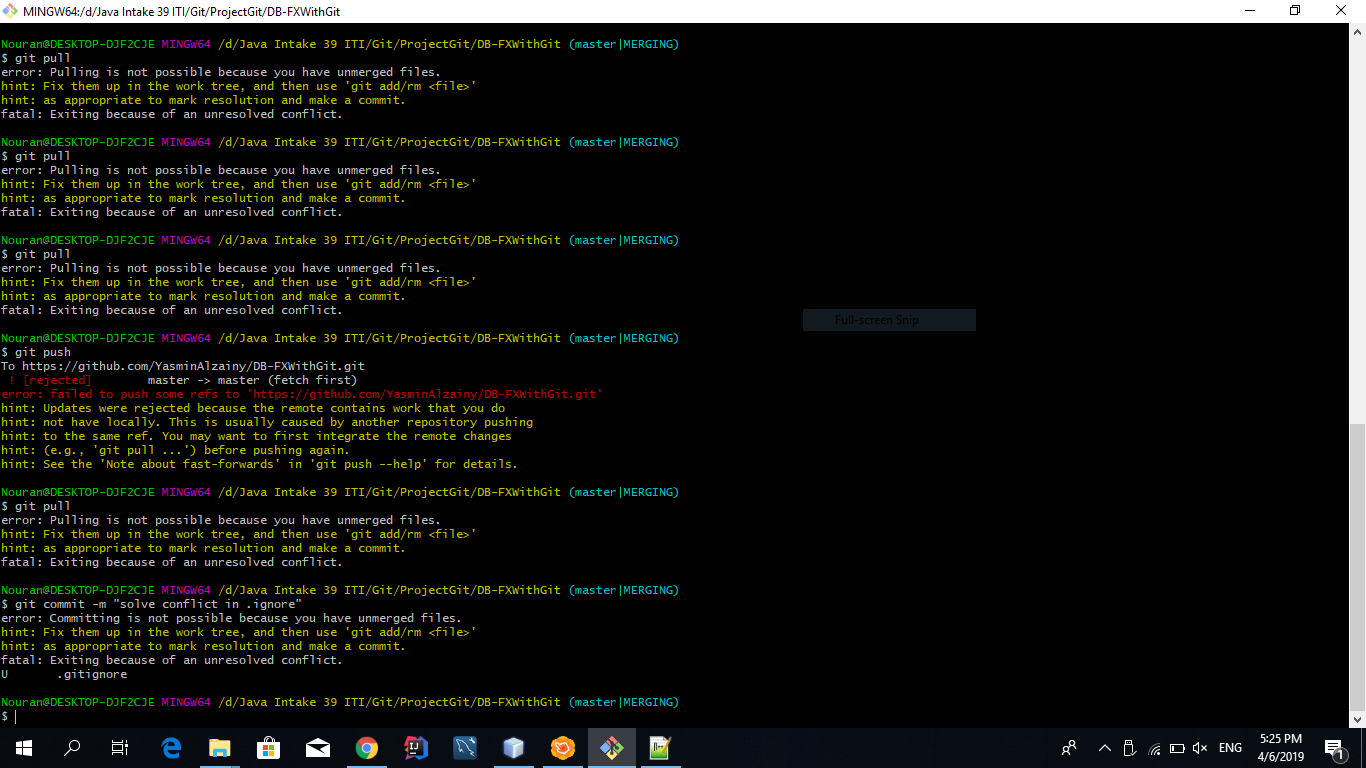 MINGW64:/d/Java Intake 39 ITI/Git/ProjectGit/DB-FXWithGit
Nouran@DESKTOP-DJF2CJE MINGW64 /d/Java Intake 39 ITI/Git/ProjectGit/DB-FXWithGit (master|MERGING)
$ git pull
error: Pulling is not possible because you have unmerged files.
hint: Fix them up in the work tree, and then use 'git add/rm <file>'
hint: as appropriate to mark resolution and make a commit.
fatal: Exiting because of an unresolved conflict.
Nouran@DESKTOP-DJF2CJE MINGW64 /d/Java Intake 39 ITI/Git/ProjectGit/DB-FXWithGit (master|MERGING)
$ git pull
error: Pulling is not possible because you have unmerged files.
hint: Fix them up in the work tree, and then use 'git add/rm <file>'
hint: as appropriate to mark resolution and make a commit.
fatal: Exiting because of an unresolved conflict.
Nouran@DESKTOP-DJF2CJE MINGW64 /d/Java Intake 39 ITI/Git/ProjectGit/DB-FXWithGit (master|MERGING)
$ git pull
error: Pulling is not possible because you have unmerged files.
hint: Fix them up in the work tree, and then use 'git add/rm <file>'
hint: as appropriate to mark resolution and make a commit.
fatal: Exiting because of an unresolved conflict.
Full-screen Snip
Nouran@DESKTOP-DJF2CJE MINGW64 /d/Java Intake 39 ITI/Git/ProjectGit/DB-FXWithGit (master|MERGING)
$ git push
To https://github.com/YasminAlzainy/DB-FXWithGit.git
! [rejected] master -> master (fetch first)
error: failed to push some refs to 'https://github.com/YasminAlzainy/DB-FXWithGit.git'
hint: Updates were rejected because the remote contains work that you do
hint: not have locally. This is usually caused by another repository pushing
hint: to the same ref. You may want to first integrate the remote changes
hint: (e.g., 'git pull ...') before pushing again.
hint: See the 'Note about fast-forwards' in 'git push --help' for details.
Nouran@DESKTOP-DJF2CJE MINGW64 /d/Java Intake 39 ITI/Git/ProjectGit/DB-FXWithGit (master|MERGING)
$ git pull
error: Pulling is not possible because you have unmerged files.
hint: Fix them up in the work tree, and then use 'git add/rm <file>'
hint: as appropriate to mark resolution and make a commit.
fatal: Exiting because of an unresolved conflict.
Nouran@DESKTOP-DJF2CJE MINGW64 /d/Java Intake 39 ITI/Git/ProjectGit/DB-FXWithGit (master|MERGING)
$ git commit -m "solve conflict in .ignore"
error: Committing is not possible because you have unmerged files.
hint: Fix them up in the work tree, and then use 'git add/rm <file>'
hint: as appropriate to mark resolution and make a commit.
fatal: Exiting because of an unresolved conflict.
U .gitignore
Nouran@DESKTOP-DJF2CJE MINGW64 /d/Java Intake 39 ITI/Git/ProjectGit/DB-FXWithGit (master|MERGING)
$
ENG
5:25 PM
4/6/2019
1